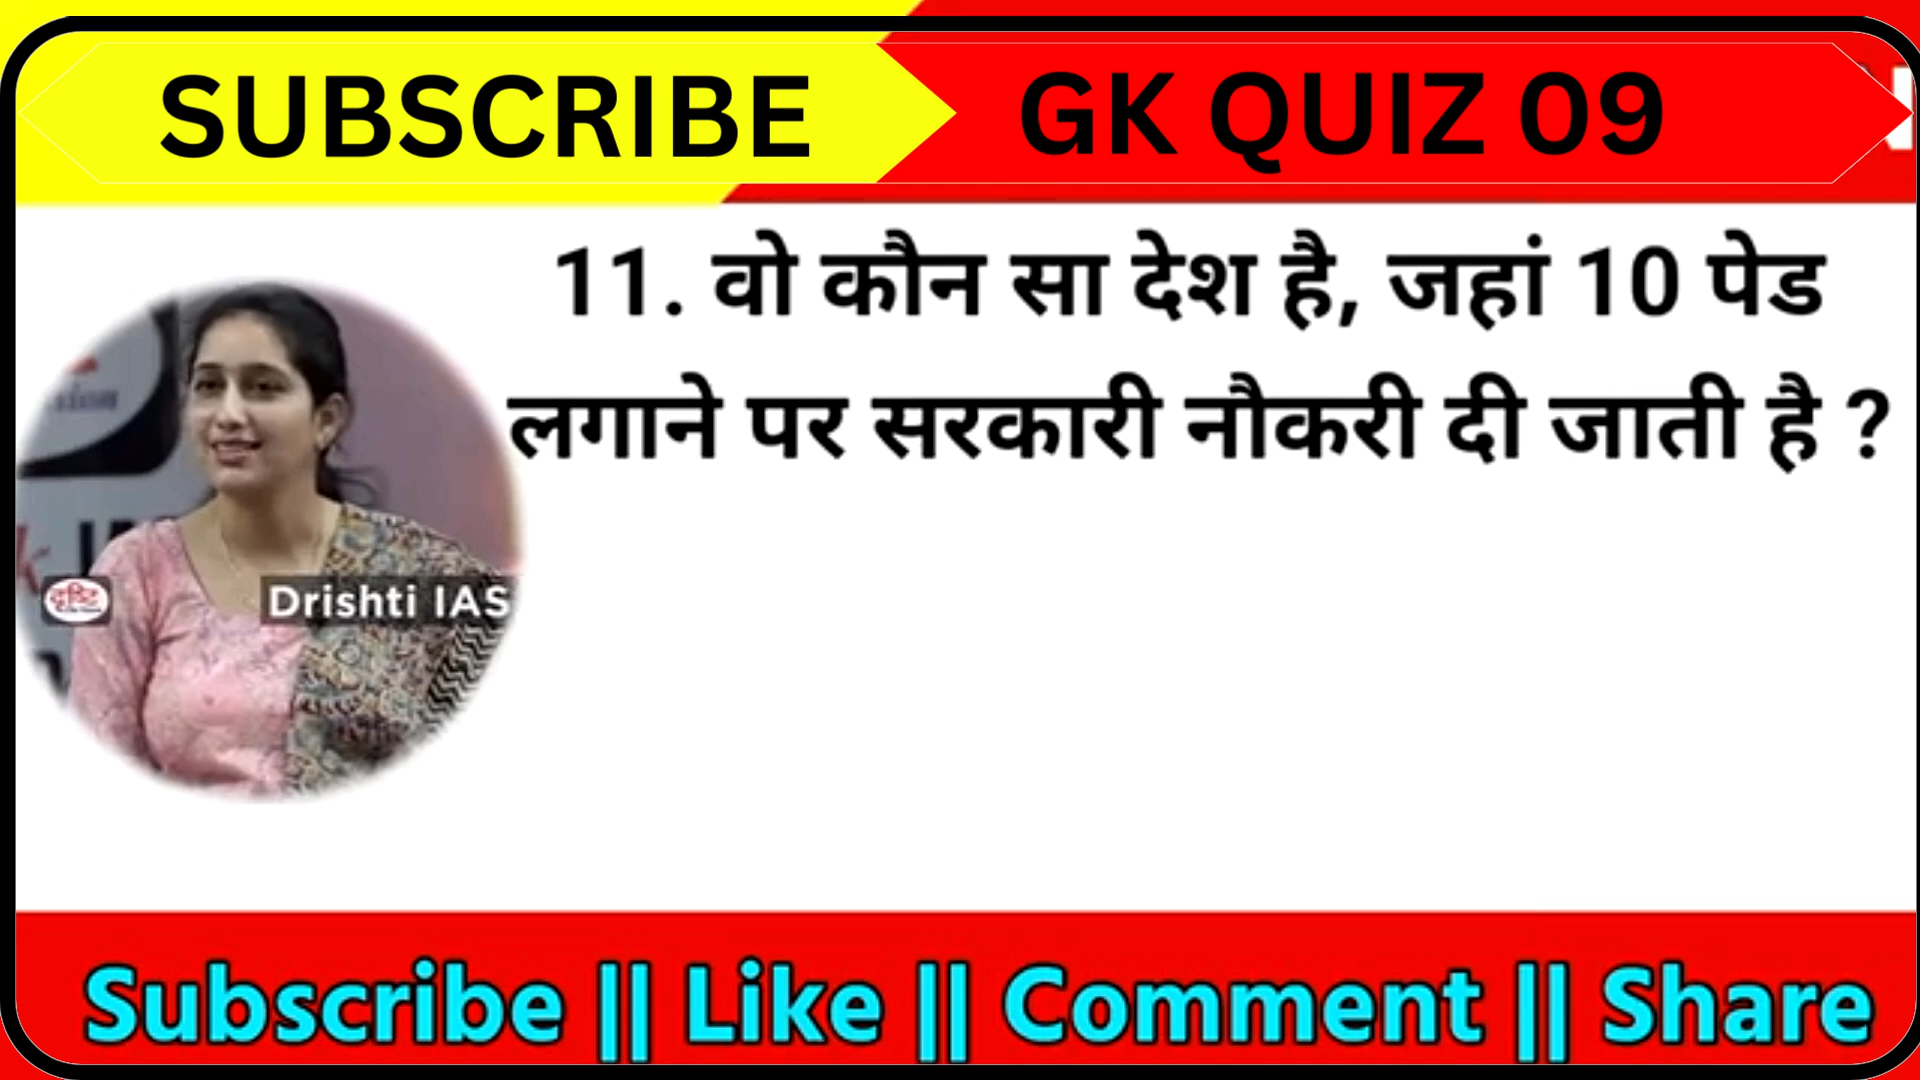 SUBSCRIBE
GK QUIZ 09
11. वो कौन सा देश है, जहां 10 पेड
लगाने पर सरकारी नौकरी दी जाती है ?
दृष्टि
Drishti IAS
Subscribe || Like || Comment || Share